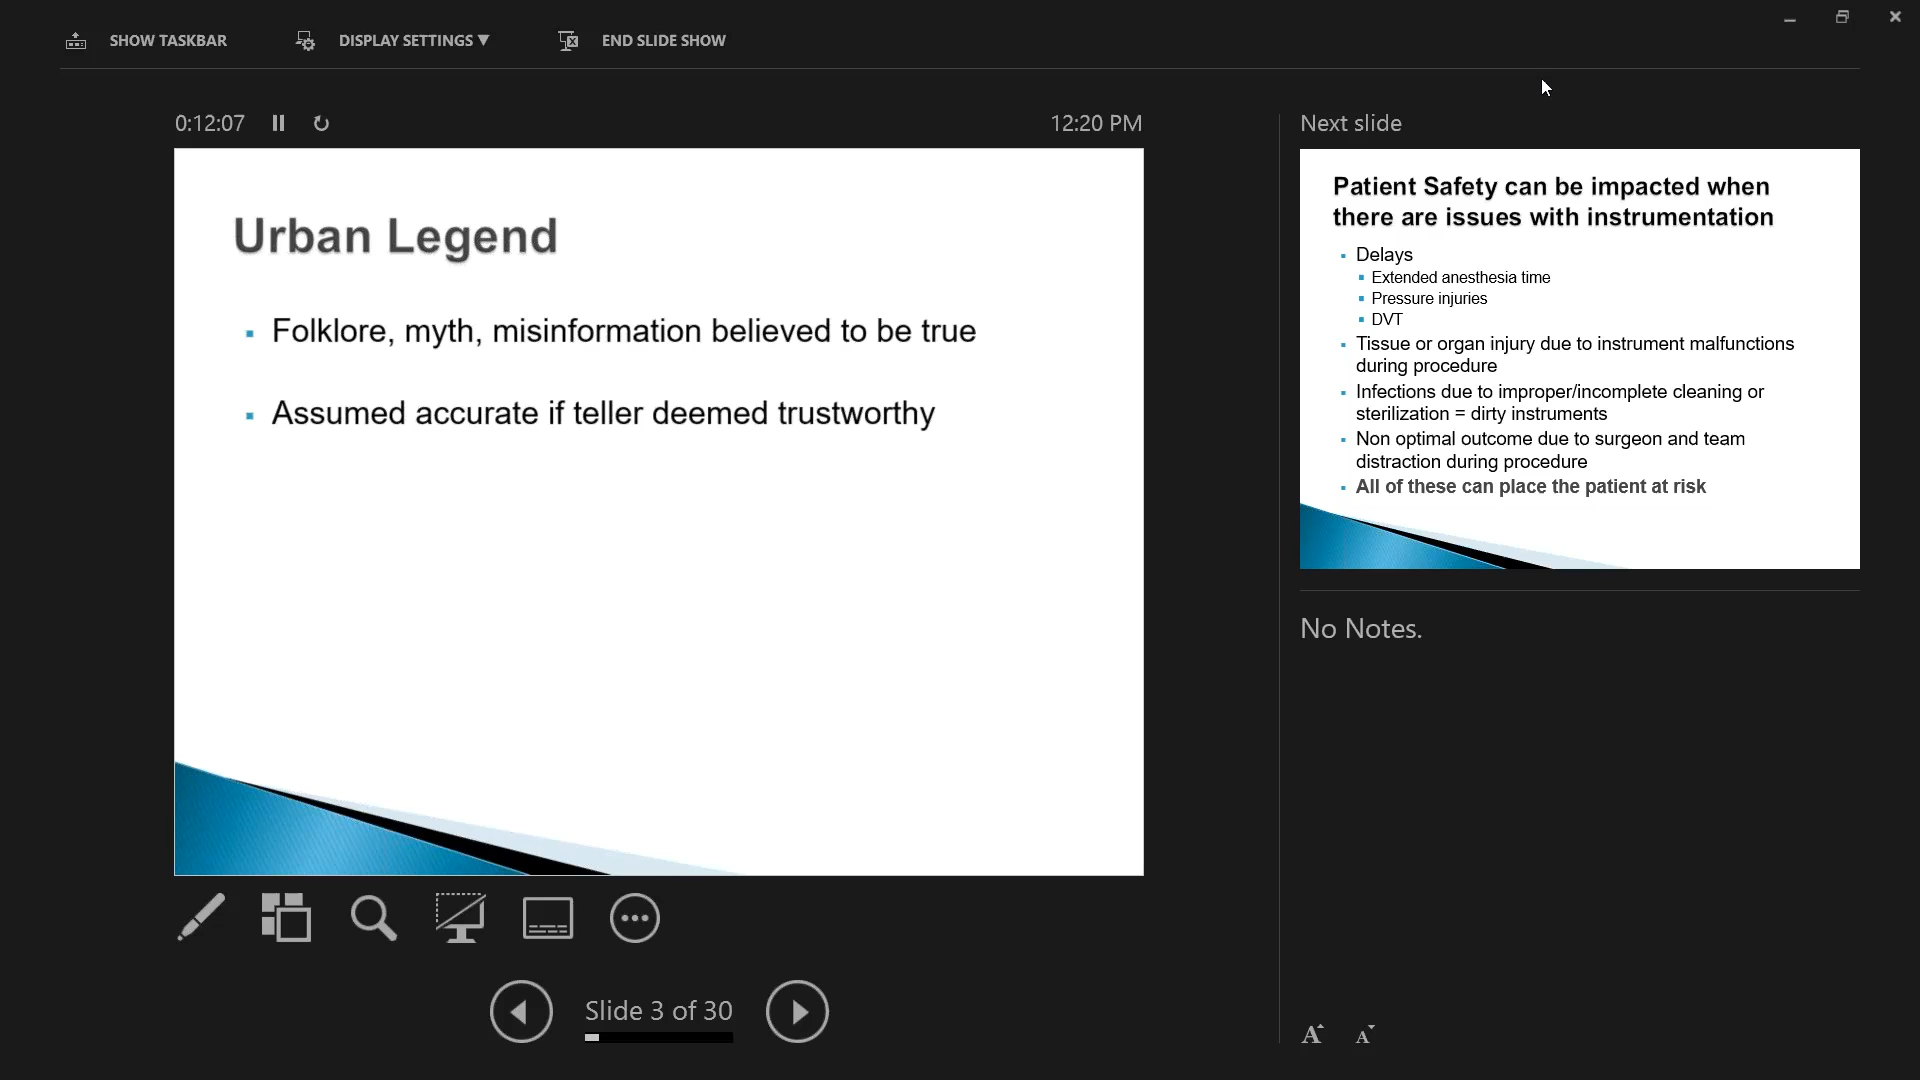 SHOW TASKBAR
DISPLAY SETTINGS ▼
END SLIDE SHOW
0:12:07
12:20 PM
Urban Legend
▪ Folklore, myth, misinformation believed to be true
▪ Assumed accurate if teller deemed trustworthy
Slide 3 of 30
Next slide
Patient Safety can be impacted when
there are issues with instrumentation
▪ Delays
▪ Extended anesthesia time
▪ Pressure injuries
▪ DVT
▪ Tissue or organ injury due to instrument malfunctions
during procedure
▪ Infections due to improper/incomplete cleaning or
sterilization = dirty instruments
▪ Non optimal outcome due to surgeon and team
distraction during procedure
▪ All of these can place the patient at risk
No Notes.
A A